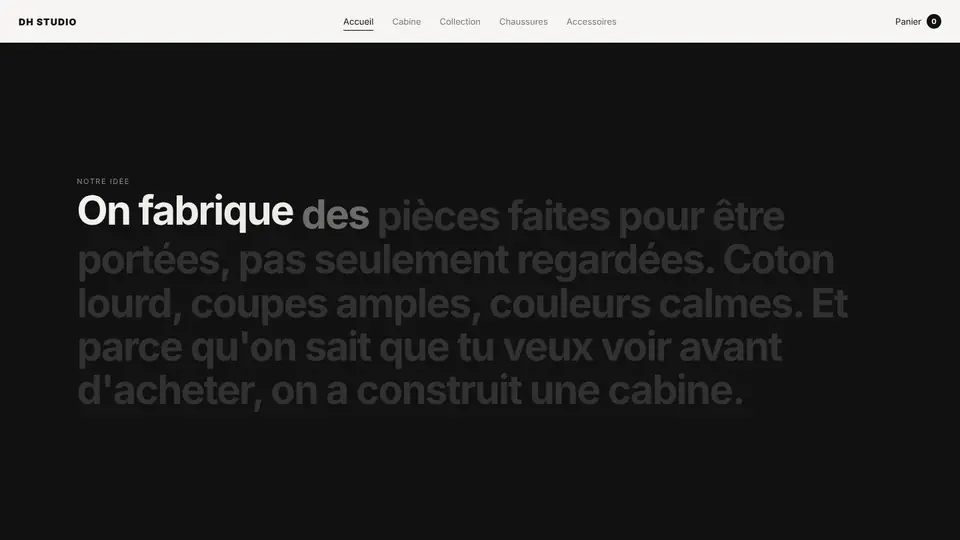 DH STUDIO
Accueil Cabine Collection Chaussures Accessoires
Panier 0
NOTRE IDÉE
On fabrique des pièces faites pour être
portées, pas seulement regardées. Coton
lourd, coupes amples, couleurs calmes. Et
parce qu'on sait que tu veux voir avant
d'acheter, on a construit une cabine.